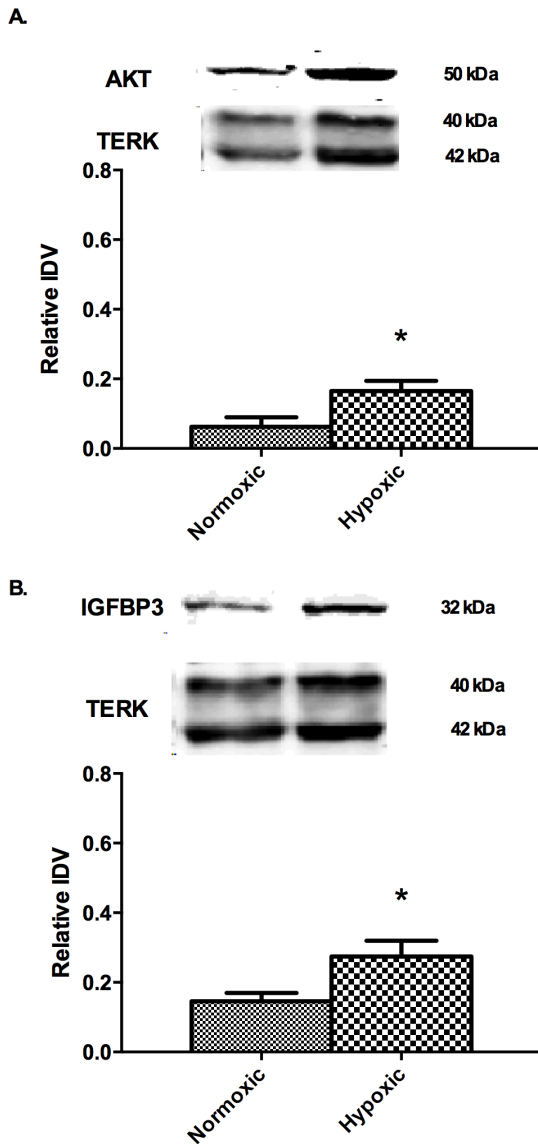 A.
AKT 50 kDa
TERK 40 kDa
42 kDa
0.8
0.6
0.4
0.2
0.0
Relative IDV
*
Normoxic
Hypoxic
B.
IGFBP3 32 kDa
40 kDa
TERK
42 kDa
0.8
0.6
0.4
0.2
0.0
Relative IDV
*
Normoxic
Hypoxic